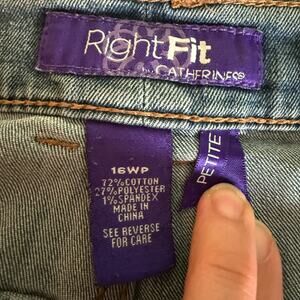 Right Fit
BY CATHERINES®
16WP
72%COTTON
27%POLYESTER
1%SPANDEX
MADE IN
CHINA
SEE REVERSE
FOR CARE
PETITE